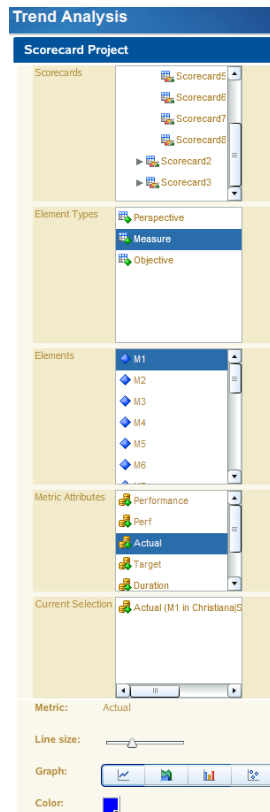 Trend Analysis
Scorecard Project
Scorecards
Scorecard5
Scorecard6
Scorecard7
Scorecard8
Scorecard2
Scorecard3
Element Types
Perspective
Measure
Objective
Elements
M1
M2
M3
M4
M5
M6
Metric Attributes
Performance
Perf
Actual
Target
Duration
Current Selection
Actual (M1 in Christiana|S
Metric: Actual
Line size:
Graph:
Color: